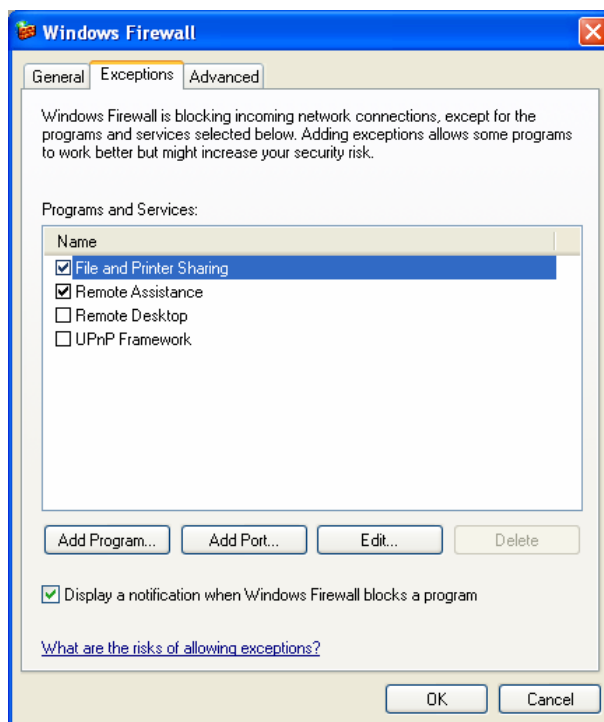 Windows Firewall
General Exceptions Advanced
Windows Firewall is blocking incoming network connections, except for the
programs and services selected below. Adding exceptions allows some programs
to work better but might increase your security risk.
Programs and Services:
Name
File and Printer Sharing
Remote Assistance
Remote Desktop
UPnP Framework
Add Program... Add Port... Edit... Delete
Display a notification when Windows Firewall blocks a program
What are the risks of allowing exceptions?
OK Cancel